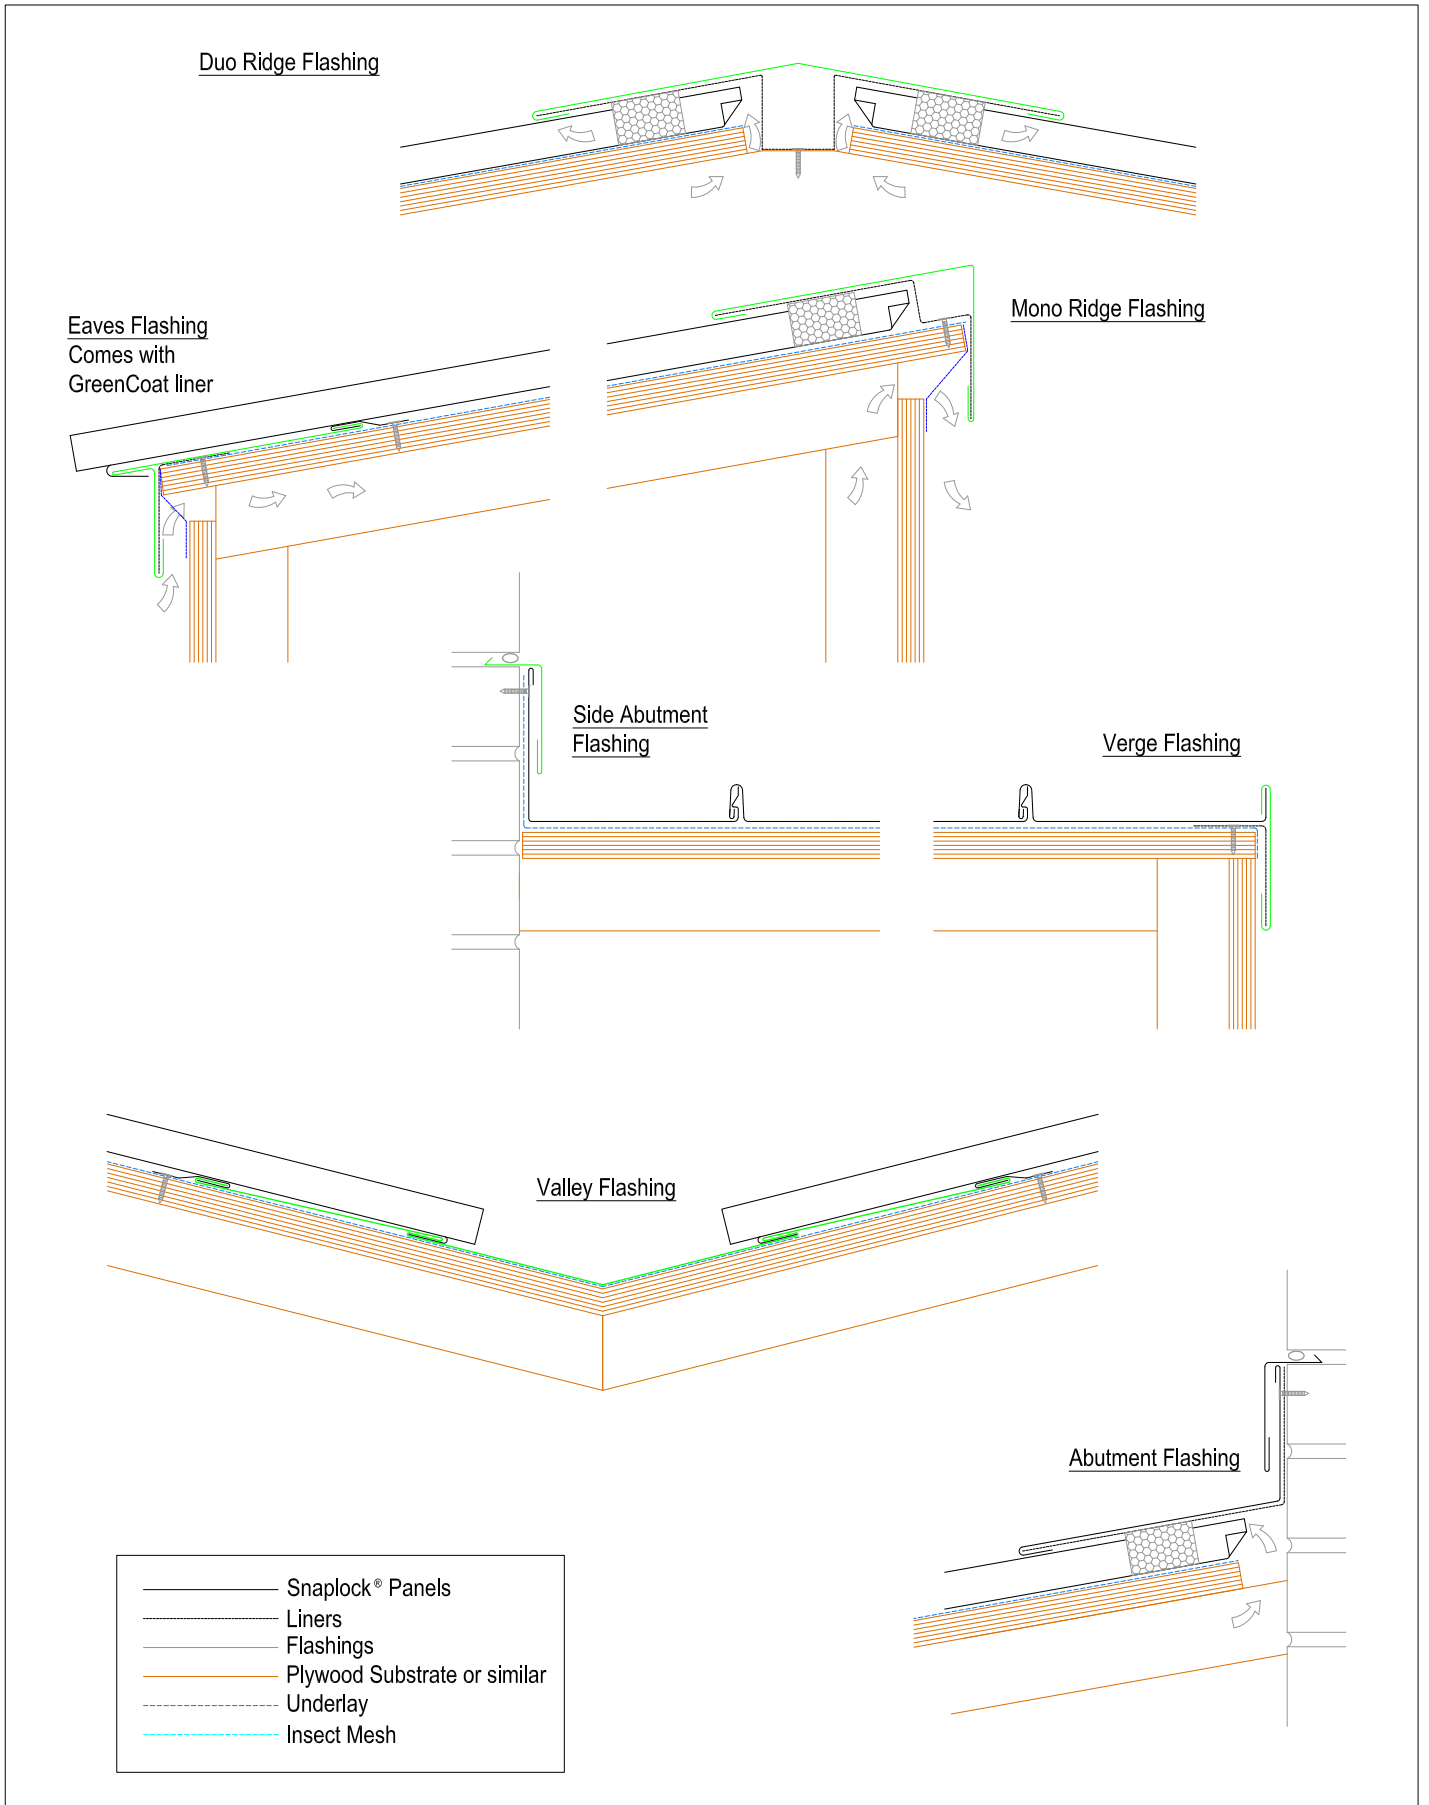 Duo Ridge Flashing
Mono Ridge Flashing
Eaves Flashing
Comes with
GreenCoat liner
Side Abutment
Flashing
Verge Flashing
Valley Flashing
Abutment Flashing
Snaplock® Panels
Liners
Flashings
Plywood Substrate or similar
Underlay
Insect Mesh